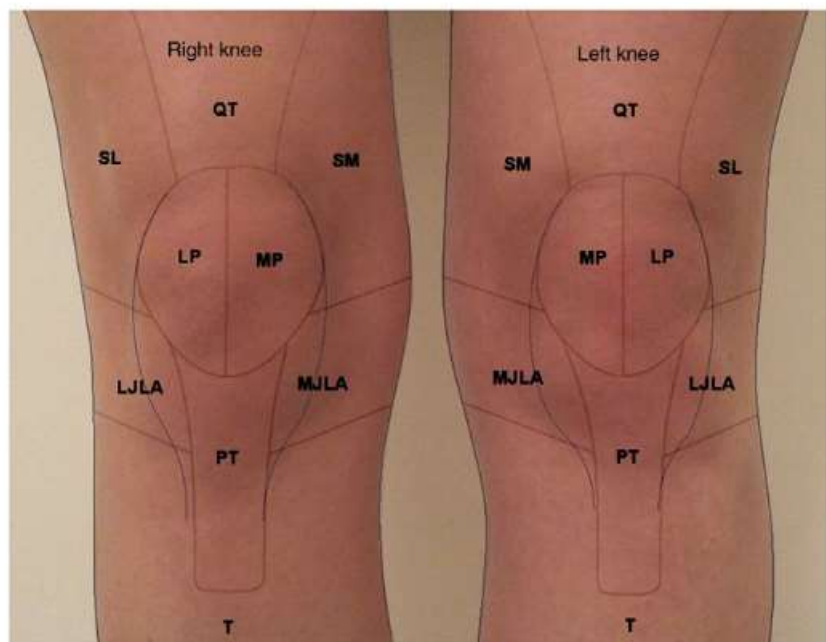 Right knee Left knee
QT QT
SL SM SM SL
LP MP MP LP
LJLA MJLA MJLA LJLA
PT PT
T T